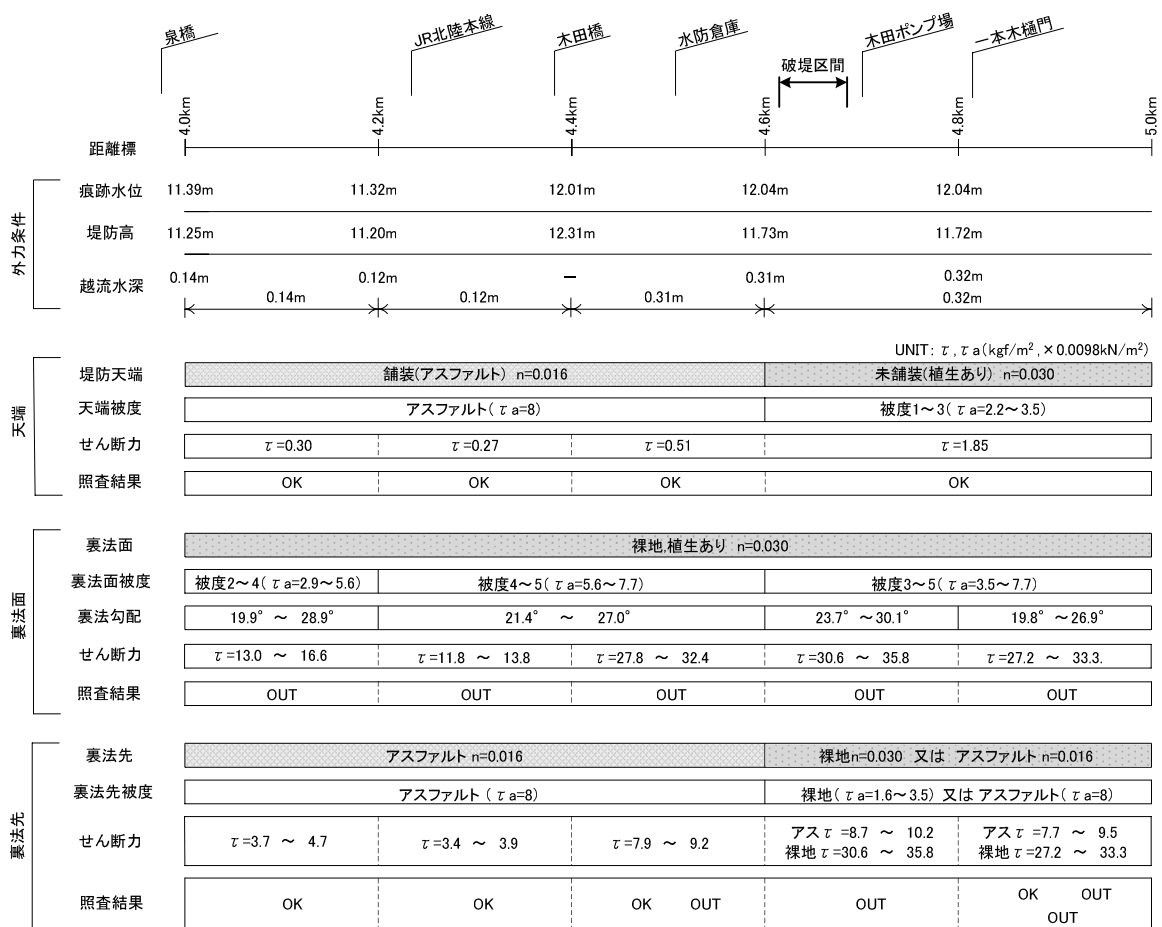 泉橋
JR北陸本線
木田橋
水防倉庫
木田ポンプ場
一本木樋門
破堤区間
距離標 4.0km 4.2km 4.4km 4.6km 4.8km 5.0km
外力条件
痕跡水位 11.39m 11.32m 12.01m 12.04m 12.04m
堤防高 11.25m 11.20m 12.31m 11.73m 11.72m
越流水深 0.14m 0.12m − 0.31m 0.32m
0.14m 0.12m 0.31m 0.32m
UNIT: τ, τa(kgf/m², ×0.0098kN/m²)
天端
堤防天端 舗装(アスファルト) n=0.016 未舗装(植生あり) n=0.030
天端被度 アスファルト(τa=8) 被度1～3(τa=2.2～3.5)
せん断力 τ=0.30 τ=0.27 τ=0.51 τ=1.85
照査結果 OK OK OK OK
裏法面
裏法面 裸地,植生あり n=0.030
裏法面被度 被度2～4(τa=2.9～5.6) 被度4～5(τa=5.6～7.7) 被度3～5(τa=3.5～7.7)
裏法勾配 19.9° ～ 28.9° 21.4° ～ 27.0° 23.7° ～30.1° 19.8° ～26.9°
せん断力 τ=13.0 ～ 16.6 τ=11.8 ～ 13.8 τ=27.8 ～ 32.4 τ=30.6 ～ 35.8 τ=27.2 ～ 33.3.
照査結果 OUT OUT OUT OUT OUT
裏法先
裏法先 アスファルト n=0.016 裸地n=0.030 又は アスファルト n=0.016
裏法先被度 アスファルト (τa=8) 裸地(τa=1.6～3.5) 又は アスファルト(τa=8)
せん断力 τ=3.7 ～ 4.7 τ=3.4 ～ 3.9 τ=7.9 ～ 9.2 アスτ=8.7 ～ 10.2 アスτ=7.7 ～ 9.5
裸地τ=30.6 ～ 35.8 裸地τ=27.2 ～ 33.3
照査結果 OK OK OK OUT OUT OK OUT
OUT